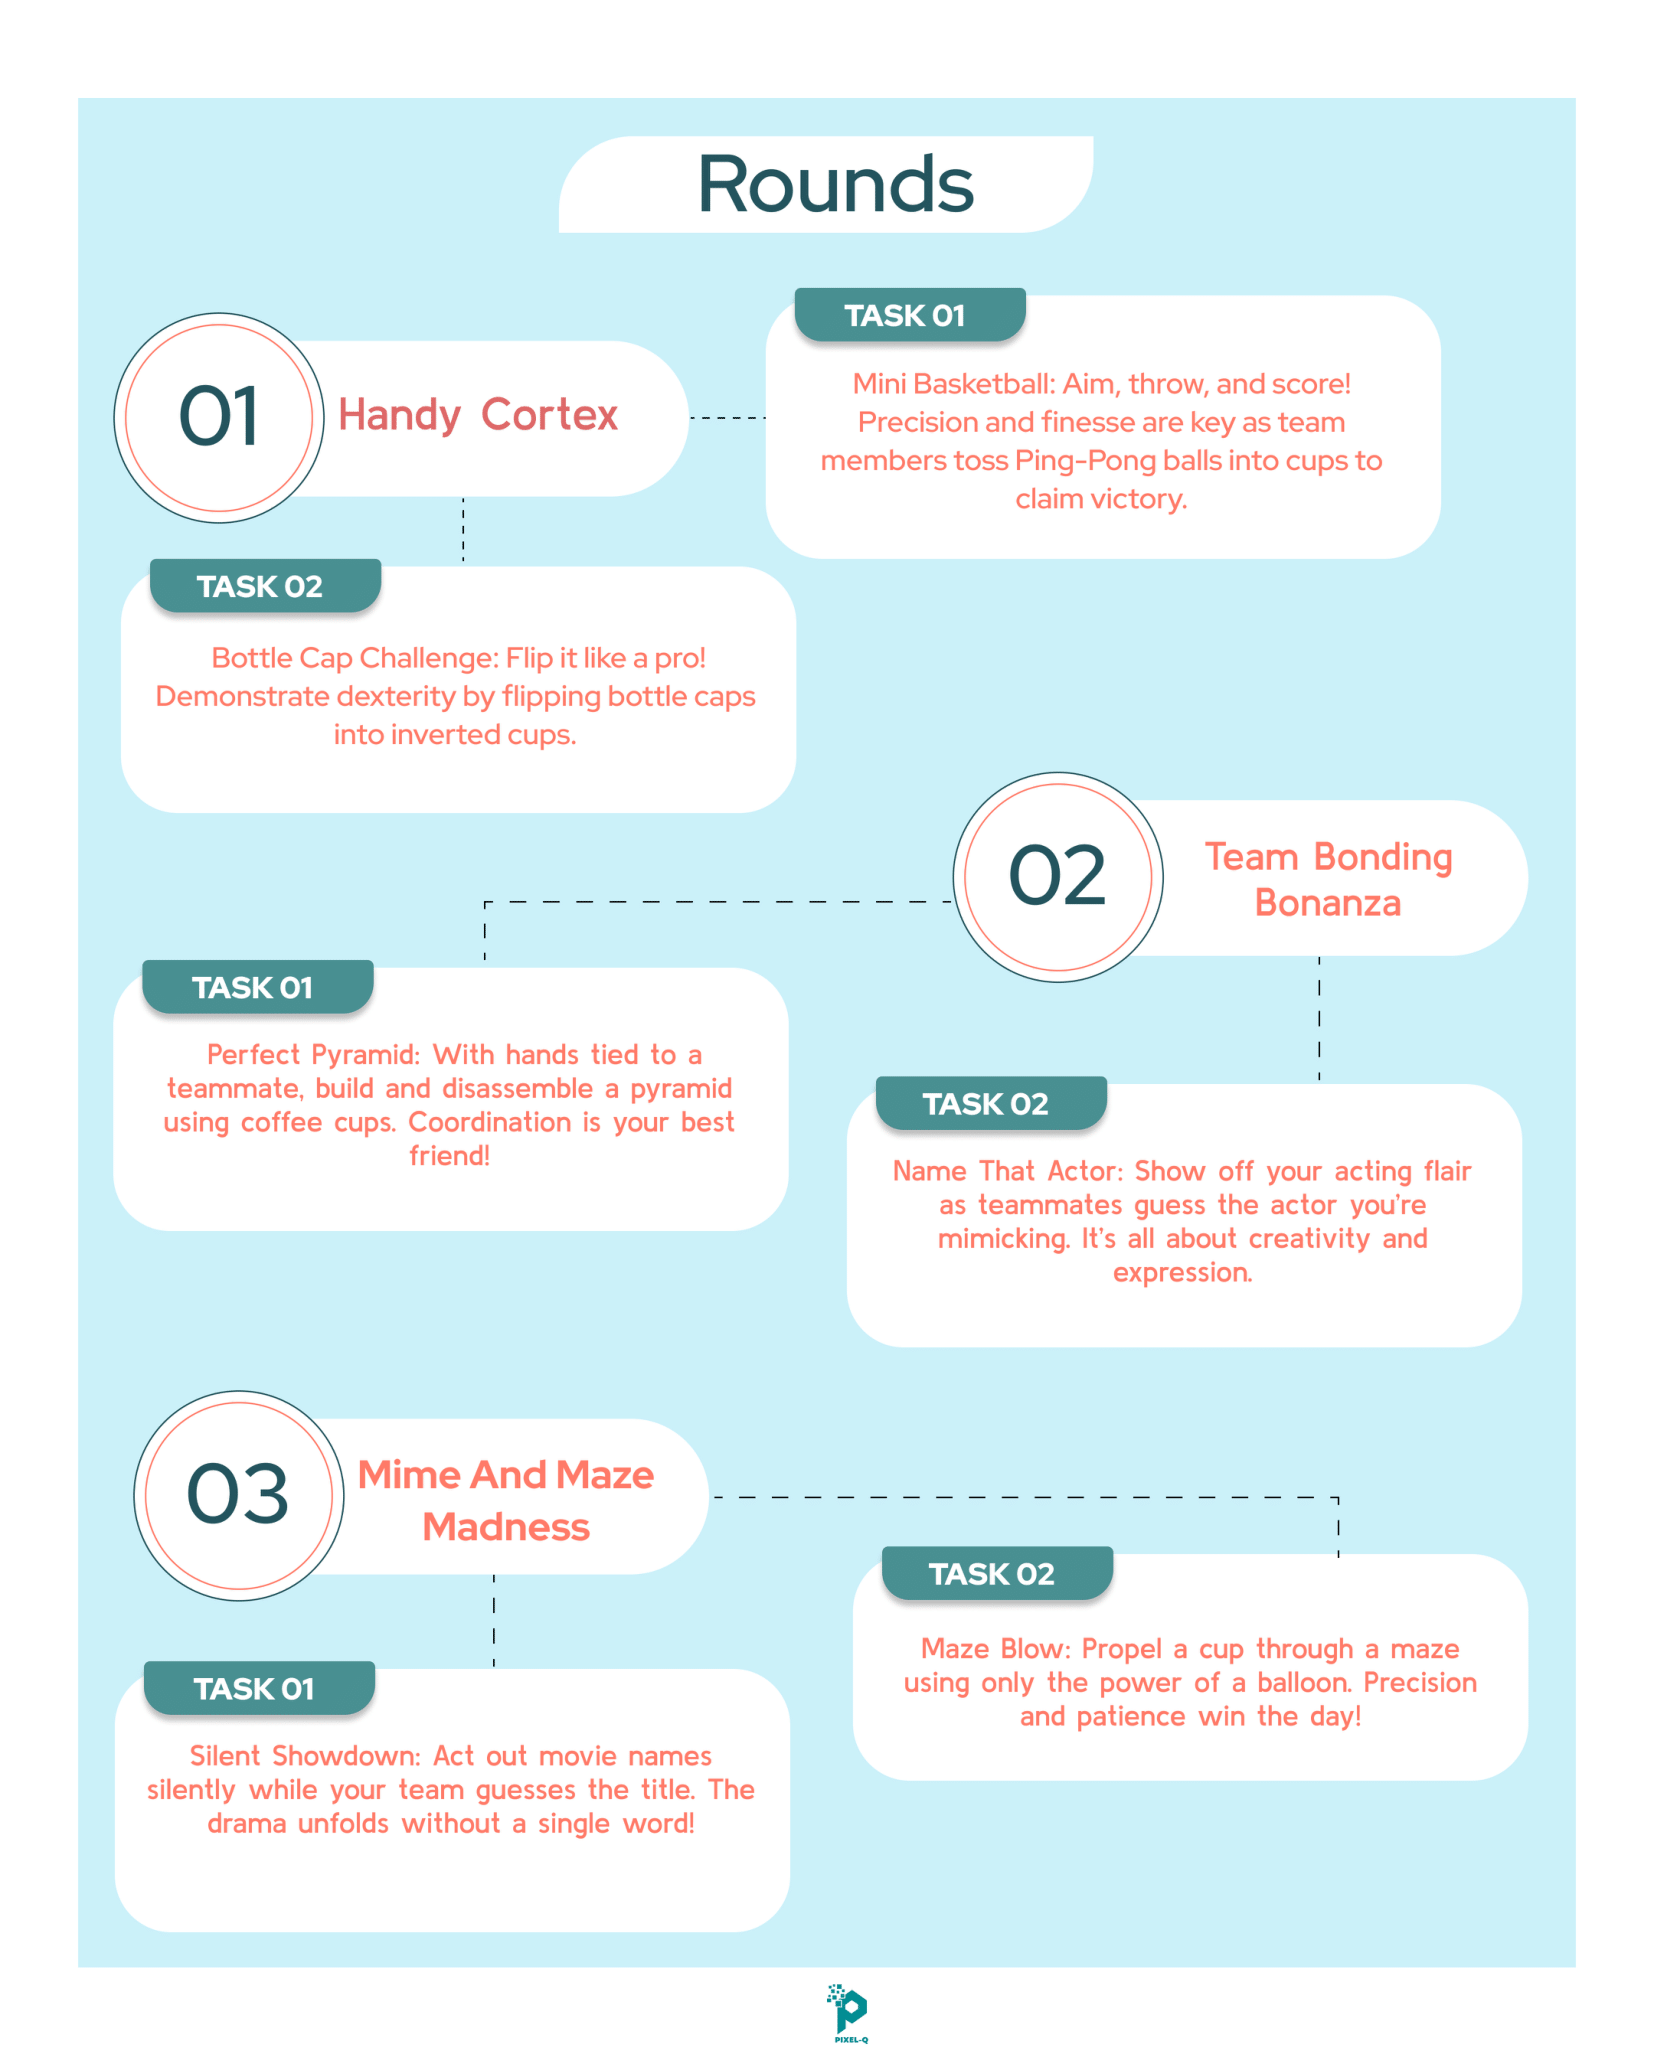 Rounds
01
Handy Cortex
TASK 01
Mini Basketball: Aim, throw, and score!
Precision and finesse are key as team
members toss Ping-Pong balls into cups to
claim victory.
TASK 02
Bottle Cap Challenge: Flip it like a pro!
Demonstrate dexterity by flipping bottle caps
into inverted cups.
02
Team Bonding
Bonanza
TASK 01
Perfect Pyramid: With hands tied to a
teammate, build and disassemble a pyramid
using coffee cups. Coordination is your best
friend!
TASK 02
Name That Actor: Show off your acting flair
as teammates guess the actor you're
mimicking. It's all about creativity and
expression.
03
Mime And Maze
Madness
TASK 01
Silent Showdown: Act out movie names
silently while your team guesses the title. The
drama unfolds without a single word!
TASK 02
Maze Blow: Propel a cup through a maze
using only the power of a balloon. Precision
and patience win the day!
PIXEL-Q